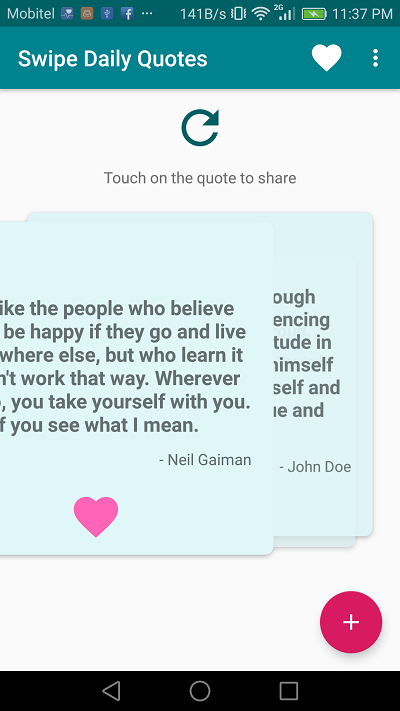 Mobitel 141B/s 2G 11:37 PM
Swipe Daily Quotes
Touch on the quote to share
ike the people who believe
be happy if they go and live
where else, but who learn it
n't work that way. Wherever
, you take yourself with you.
f you see what I mean.
- Neil Gaiman
ough
encing
tude in
himself
self and
ue and
- John Doe